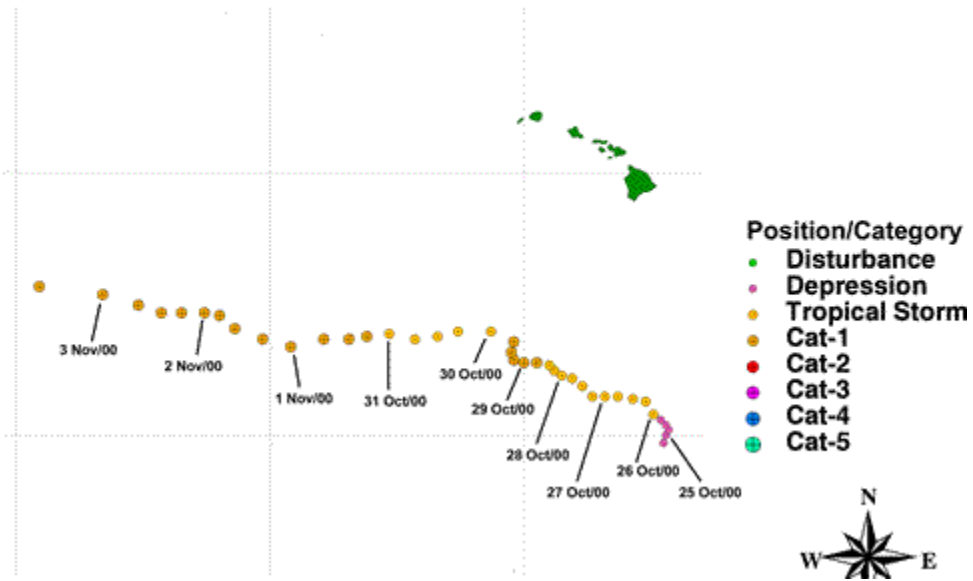 Position/Category
Disturbance
Depression
Tropical Storm
Cat-1
Cat-2
Cat-3
Cat-4
Cat-5
3 Nov/00
2 Nov/00
1 Nov/00
31 Oct/00
30 Oct/00
29 Oct/00
28 Oct/00
27 Oct/00
26 Oct/00
25 Oct/00
N
W
E